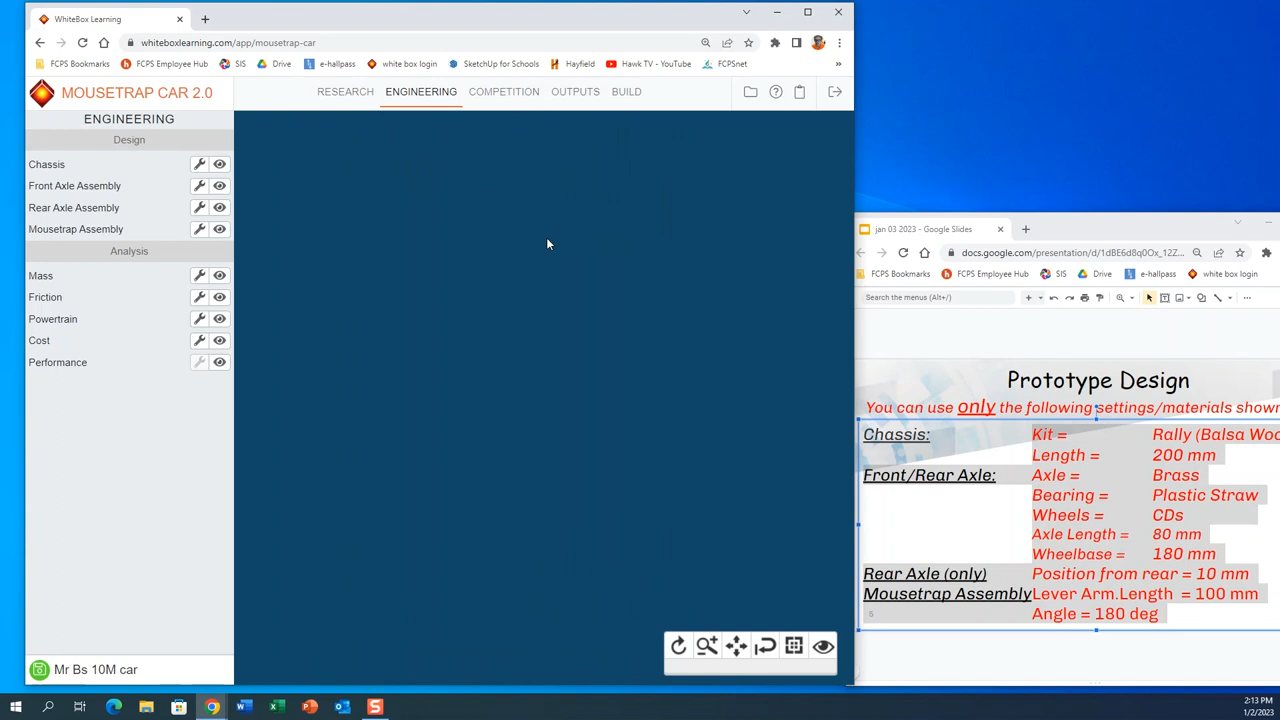 WhiteBox Learning
whiteboxlearning.com/app/mousetrap-car
FCPS Bookmarks FCPS Employee Hub SIS Drive e-hallpass white box login SketchUp for Schools Hayfield Hawk TV - YouTube FCPSnet »
MOUSETRAP CAR 2.0
RESEARCH ENGINEERING COMPETITION OUTPUTS BUILD
ENGINEERING
Design
Chassis
Front Axle Assembly
Rear Axle Assembly
Mousetrap Assembly
Analysis
Mass
Friction
Powertrain
Cost
Performance
Mr Bs 10M car
jan 03 2023 - Google Slides
docs.google.com/presentation/d/1dBE6d8q0Ox_12Z...
FCPS Bookmarks FCPS Employee Hub SIS Drive e-hallpass white box login
Search the menus (Alt+/)
Prototype Design
You can use only the following settings/materials shown
Chassis: Kit = Rally (Balsa Woo
Length = 200 mm
Front/Rear Axle: Axle = Brass
Bearing = Plastic Straw
Wheels = CDs
Axle Length = 80 mm
Wheelbase = 180 mm
Rear Axle (only) Position from rear = 10 mm
Mousetrap Assembly Lever Arm.Length = 100 mm
5 Angle = 180 deg
2:13 PM
1/2/2023